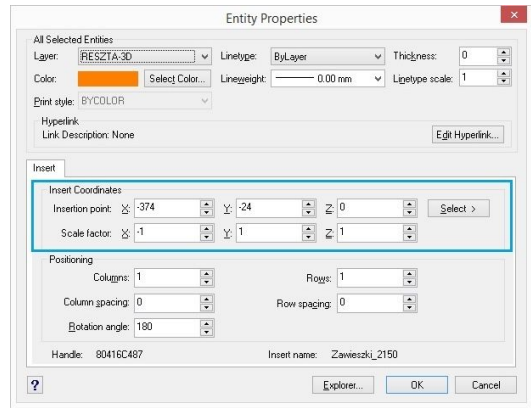 Entity Properties
All Selected Entities
Layer: RESZTA-3D Linetype: ByLayer Thickness: 0
Color: Select Color... Lineweight: 0.00 mm Linetype scale: 1
Print style: BYCOLOR
Hyperlink
Link Description: None Edit Hyperlink...
Insert
Insert Coordinates
Insertion point: X: -374 Y: -24 Z: 0 Select >
Scale factor: X: -1 Y: 1 Z: 1
Positioning
Columns: 1 Rows: 1
Column spacing: 0 Row spacing: 0
Rotation angle: 180
Handle: 80416C487 Insert name: Zawieszki_2150
? Explorer... OK Cancel